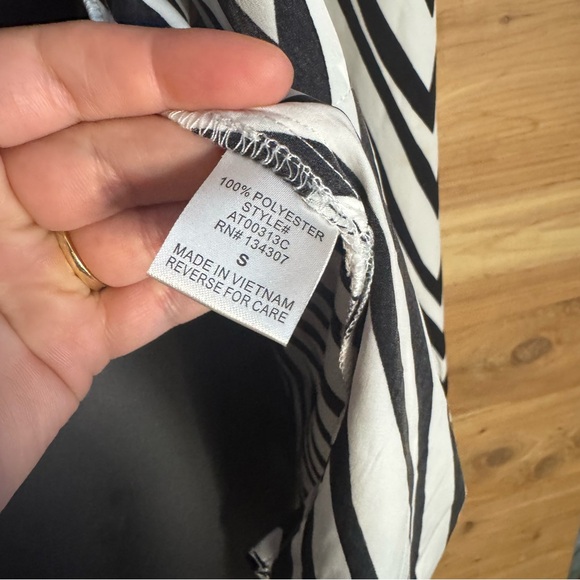 100% POLYESTER
STYLE#
AT00313C
RN# 134307
S
MADE IN VIETNAM
REVERSE FOR CARE